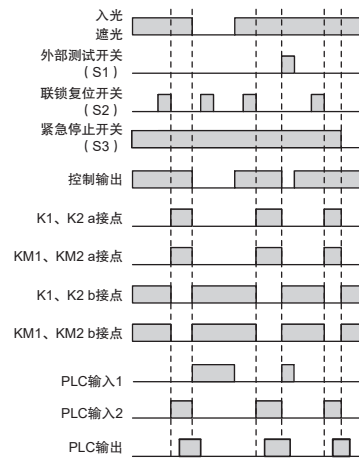 入光
遮光
外部测试开关
（S1）
联锁复位开关
（S2）
紧急停止开关
（S3）
控制输出
K1、K2 a接点
KM1、KM2 a接点
K1、K2 b接点
KM1、KM2 b接点
PLC输入1
PLC输入2
PLC输出